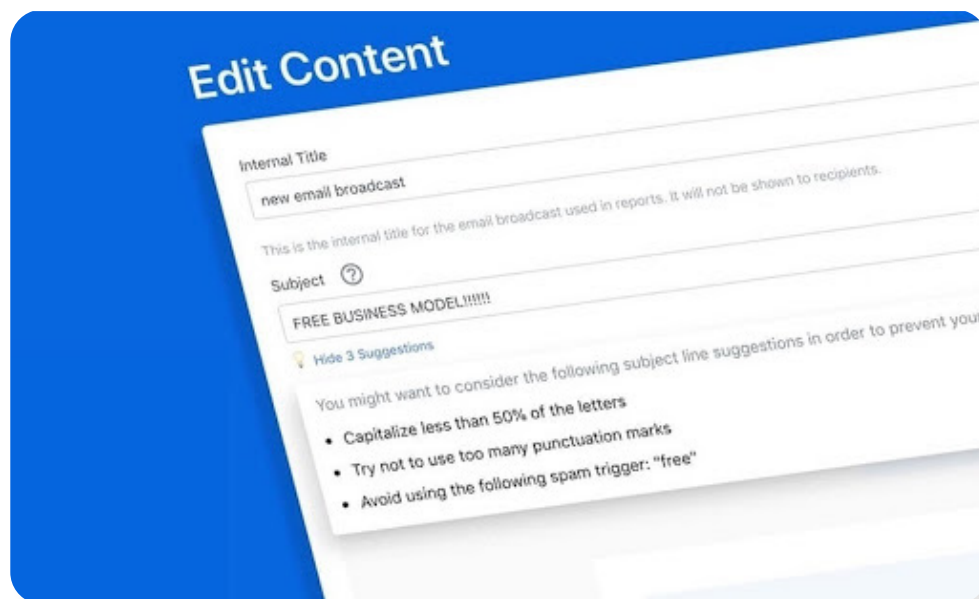 Edit Content
Internal Title
new email broadcast
This is the internal title for the email broadcast used in reports. It will not be shown to recipients.
Subject ?
FREE BUSINESS MODEL!!!!!!
Hide 3 Suggestions
You might want to consider the following subject line suggestions in order to prevent your
• Capitalize less than 50% of the letters
• Try not to use too many punctuation marks
• Avoid using the following spam trigger: "free"